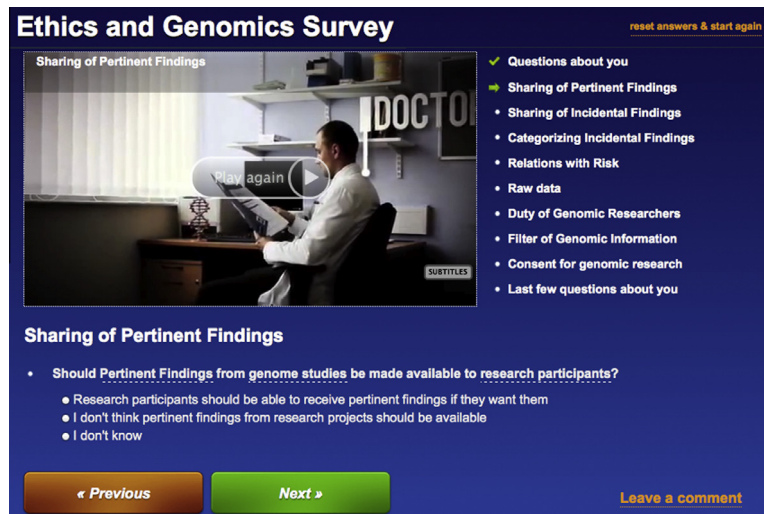 Ethics and Genomics Survey
reset answers & start again
Sharing of Pertinent Findings
DOCTO
Play again
SUBTITLES
Questions about you
Sharing of Pertinent Findings
Sharing of Incidental Findings
Categorizing Incidental Findings
Relations with Risk
Raw data
Duty of Genomic Researchers
Filter of Genomic Information
Consent for genomic research
Last few questions about you
Sharing of Pertinent Findings
Should Pertinent Findings from genome studies be made available to research participants?
Research participants should be able to receive pertinent findings if they want them
I don't think pertinent findings from research projects should be available
I don't know
« Previous
Next »
Leave a comment